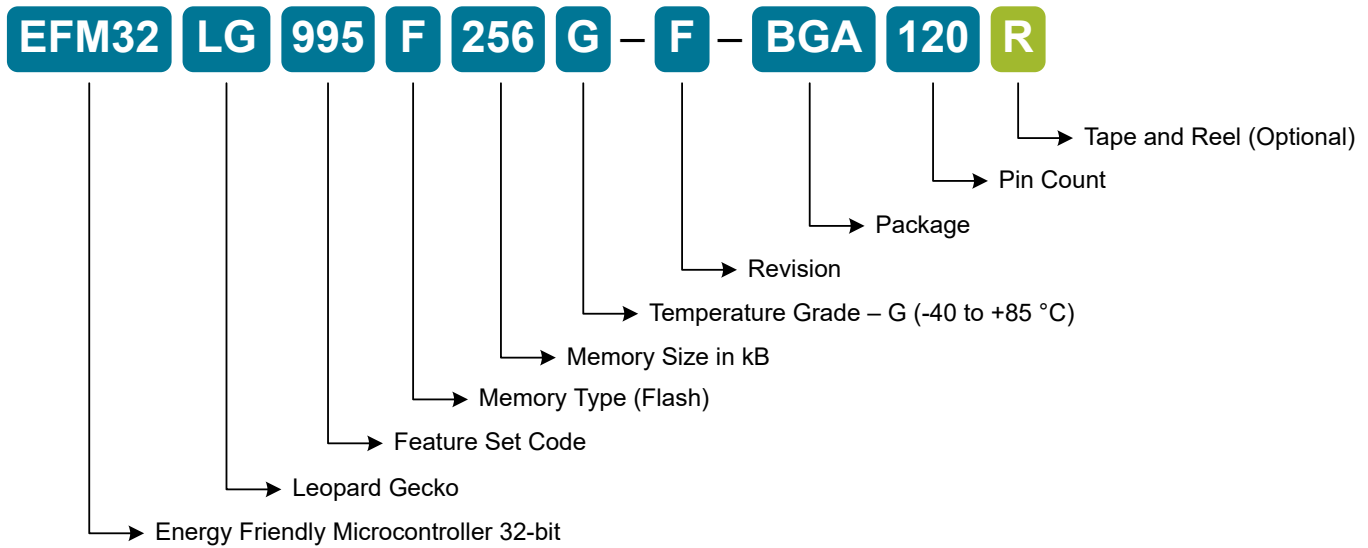 EFM32 LG 995 F 256 G – F – BGA 120 R
Tape and Reel (Optional)
Pin Count
Package
Revision
Temperature Grade – G (-40 to +85 °C)
Memory Size in kB
Memory Type (Flash)
Feature Set Code
Leopard Gecko
Energy Friendly Microcontroller 32-bit